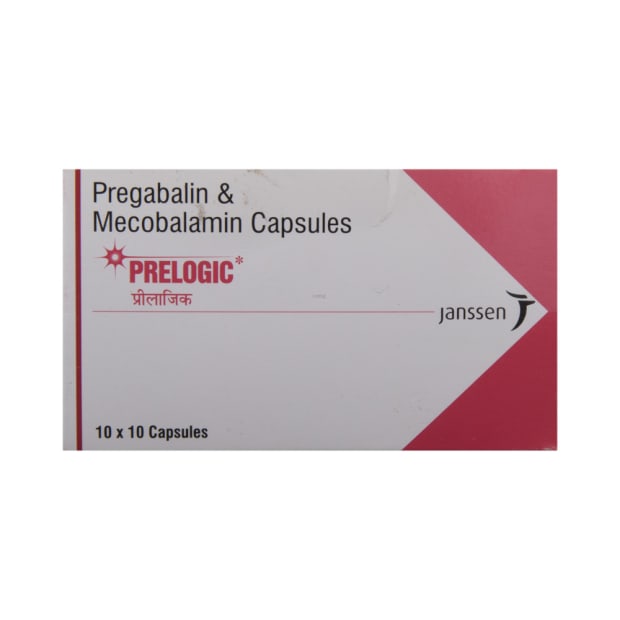 Pregabalin &
Mecobalamin Capsules
PRELOGIC*
प्रीलाजिक
janssen
10 x 10 Capsules